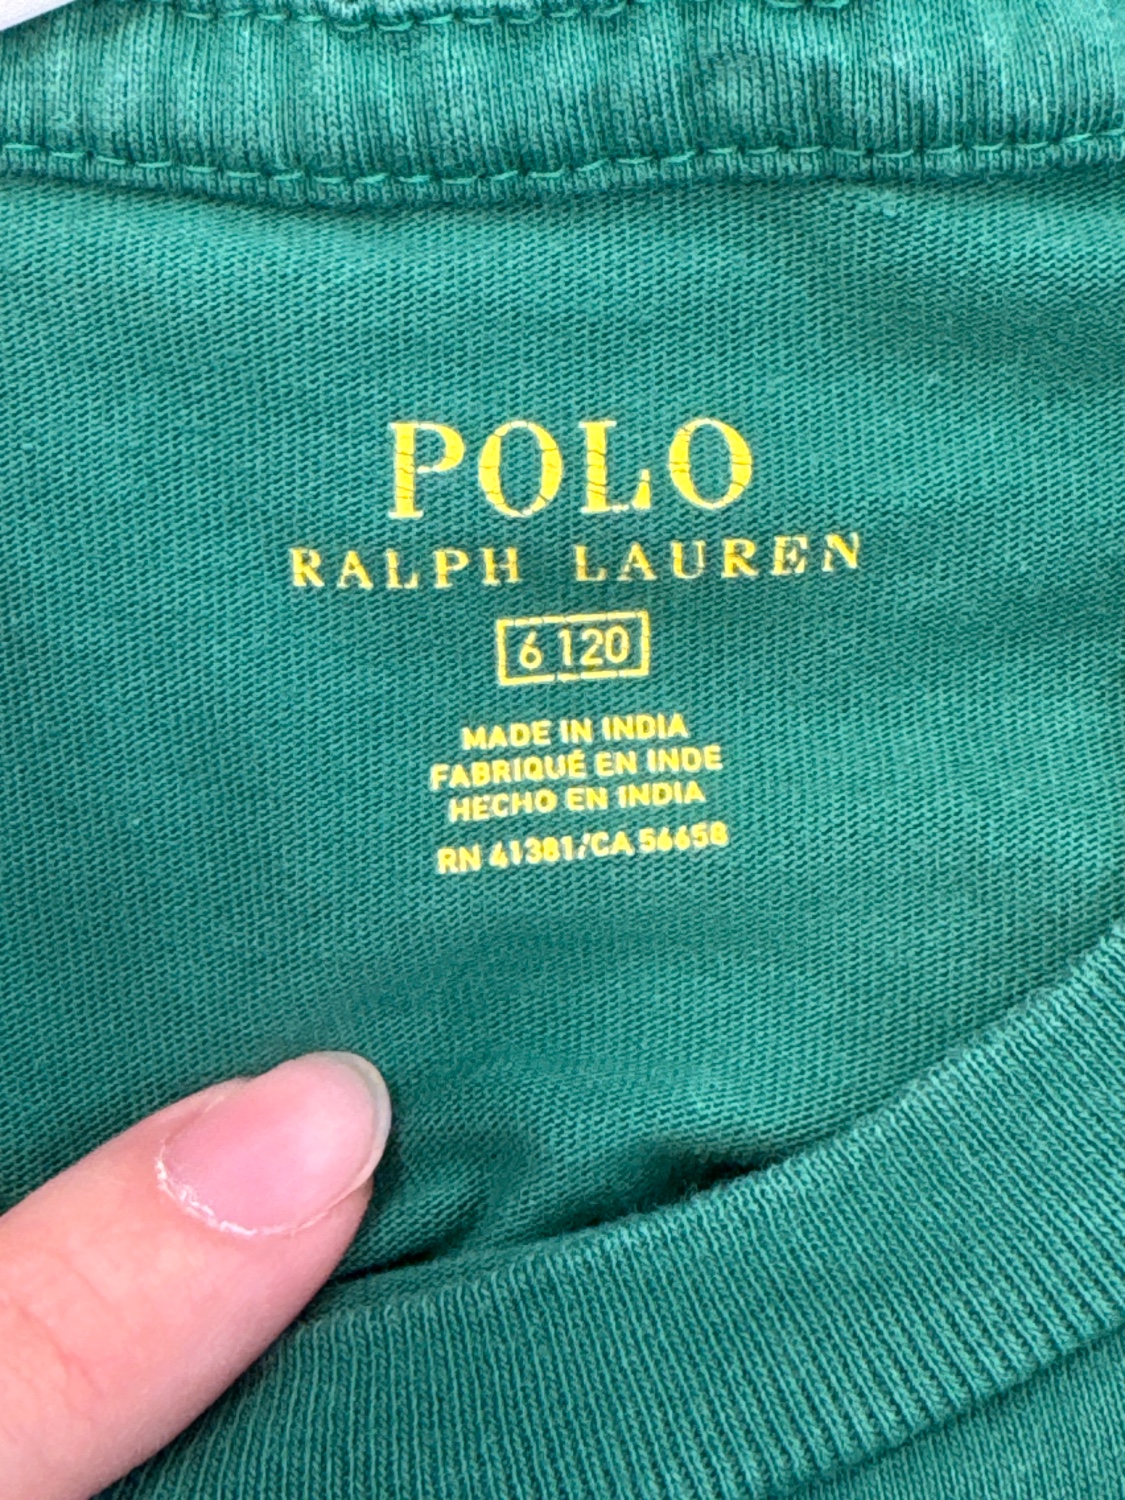 POLO
RALPH LAUREN
6 120
MADE IN INDIA
FABRIQUÉ EN INDE
HECHO EN INDIA
RN 41381/CA 56658